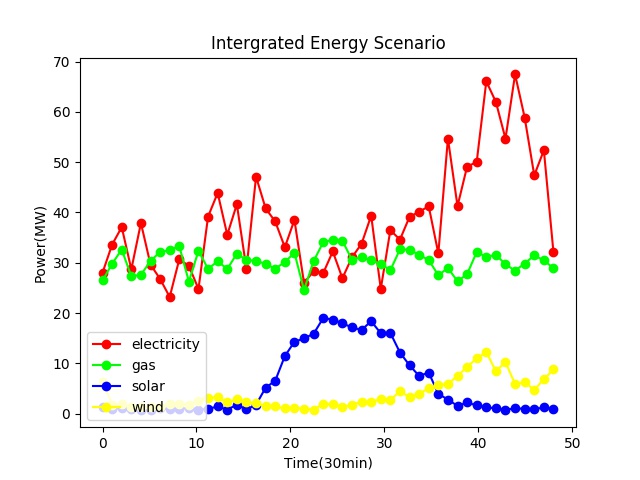 Intergrated Energy Scenario
Power(MW)
70
60
50
40
30
20
10
0
electricity
gas
solar
wind
0 10 20 30 40 50
Time(30min)